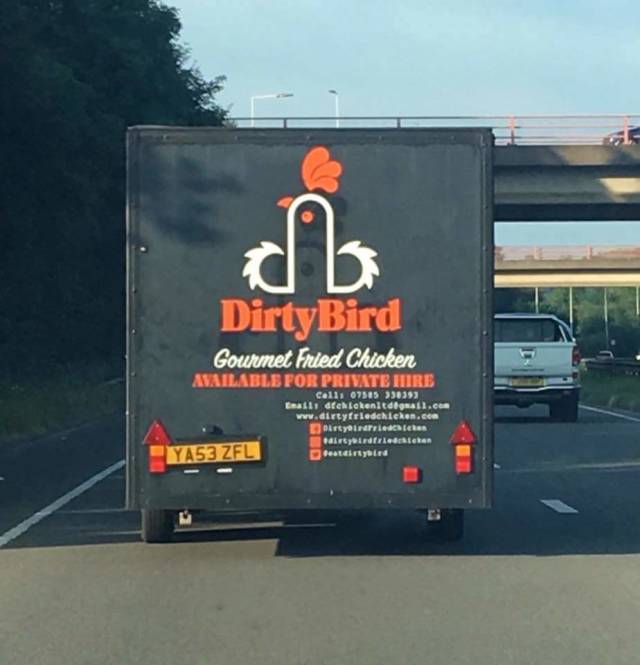 DirtyBird
Gourmet Fried Chicken
AVAILABLE FOR PRIVATE HIRE
Call: 07585 338393
Email: dfchickenltd@gmail.com
www.dirtyfriedchicken.com
DirtyBirdFriedChicken
@dirtybirdfriedchicken
@eatdirtybird
YA53 ZFL